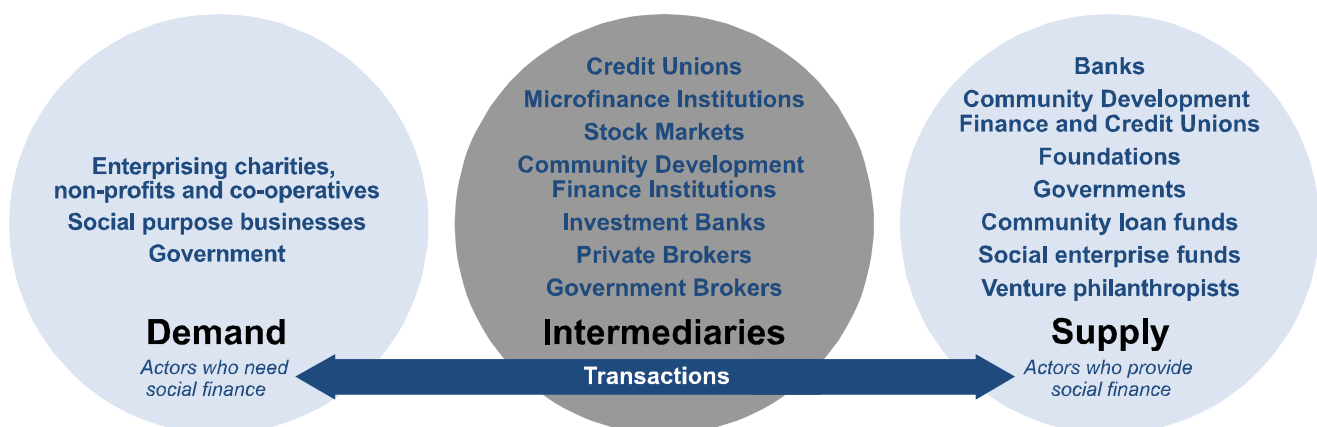 Enterprising charities,
non-profits and co-operatives
Social purpose businesses
Government
Demand
Actors who need
social finance
Credit Unions
Microfinance Institutions
Stock Markets
Community Development
Finance Institutions
Investment Banks
Private Brokers
Government Brokers
Intermediaries
Transactions
Banks
Community Development
Finance and Credit Unions
Foundations
Governments
Community loan funds
Social enterprise funds
Venture philanthropists
Supply
Actors who provide
social finance